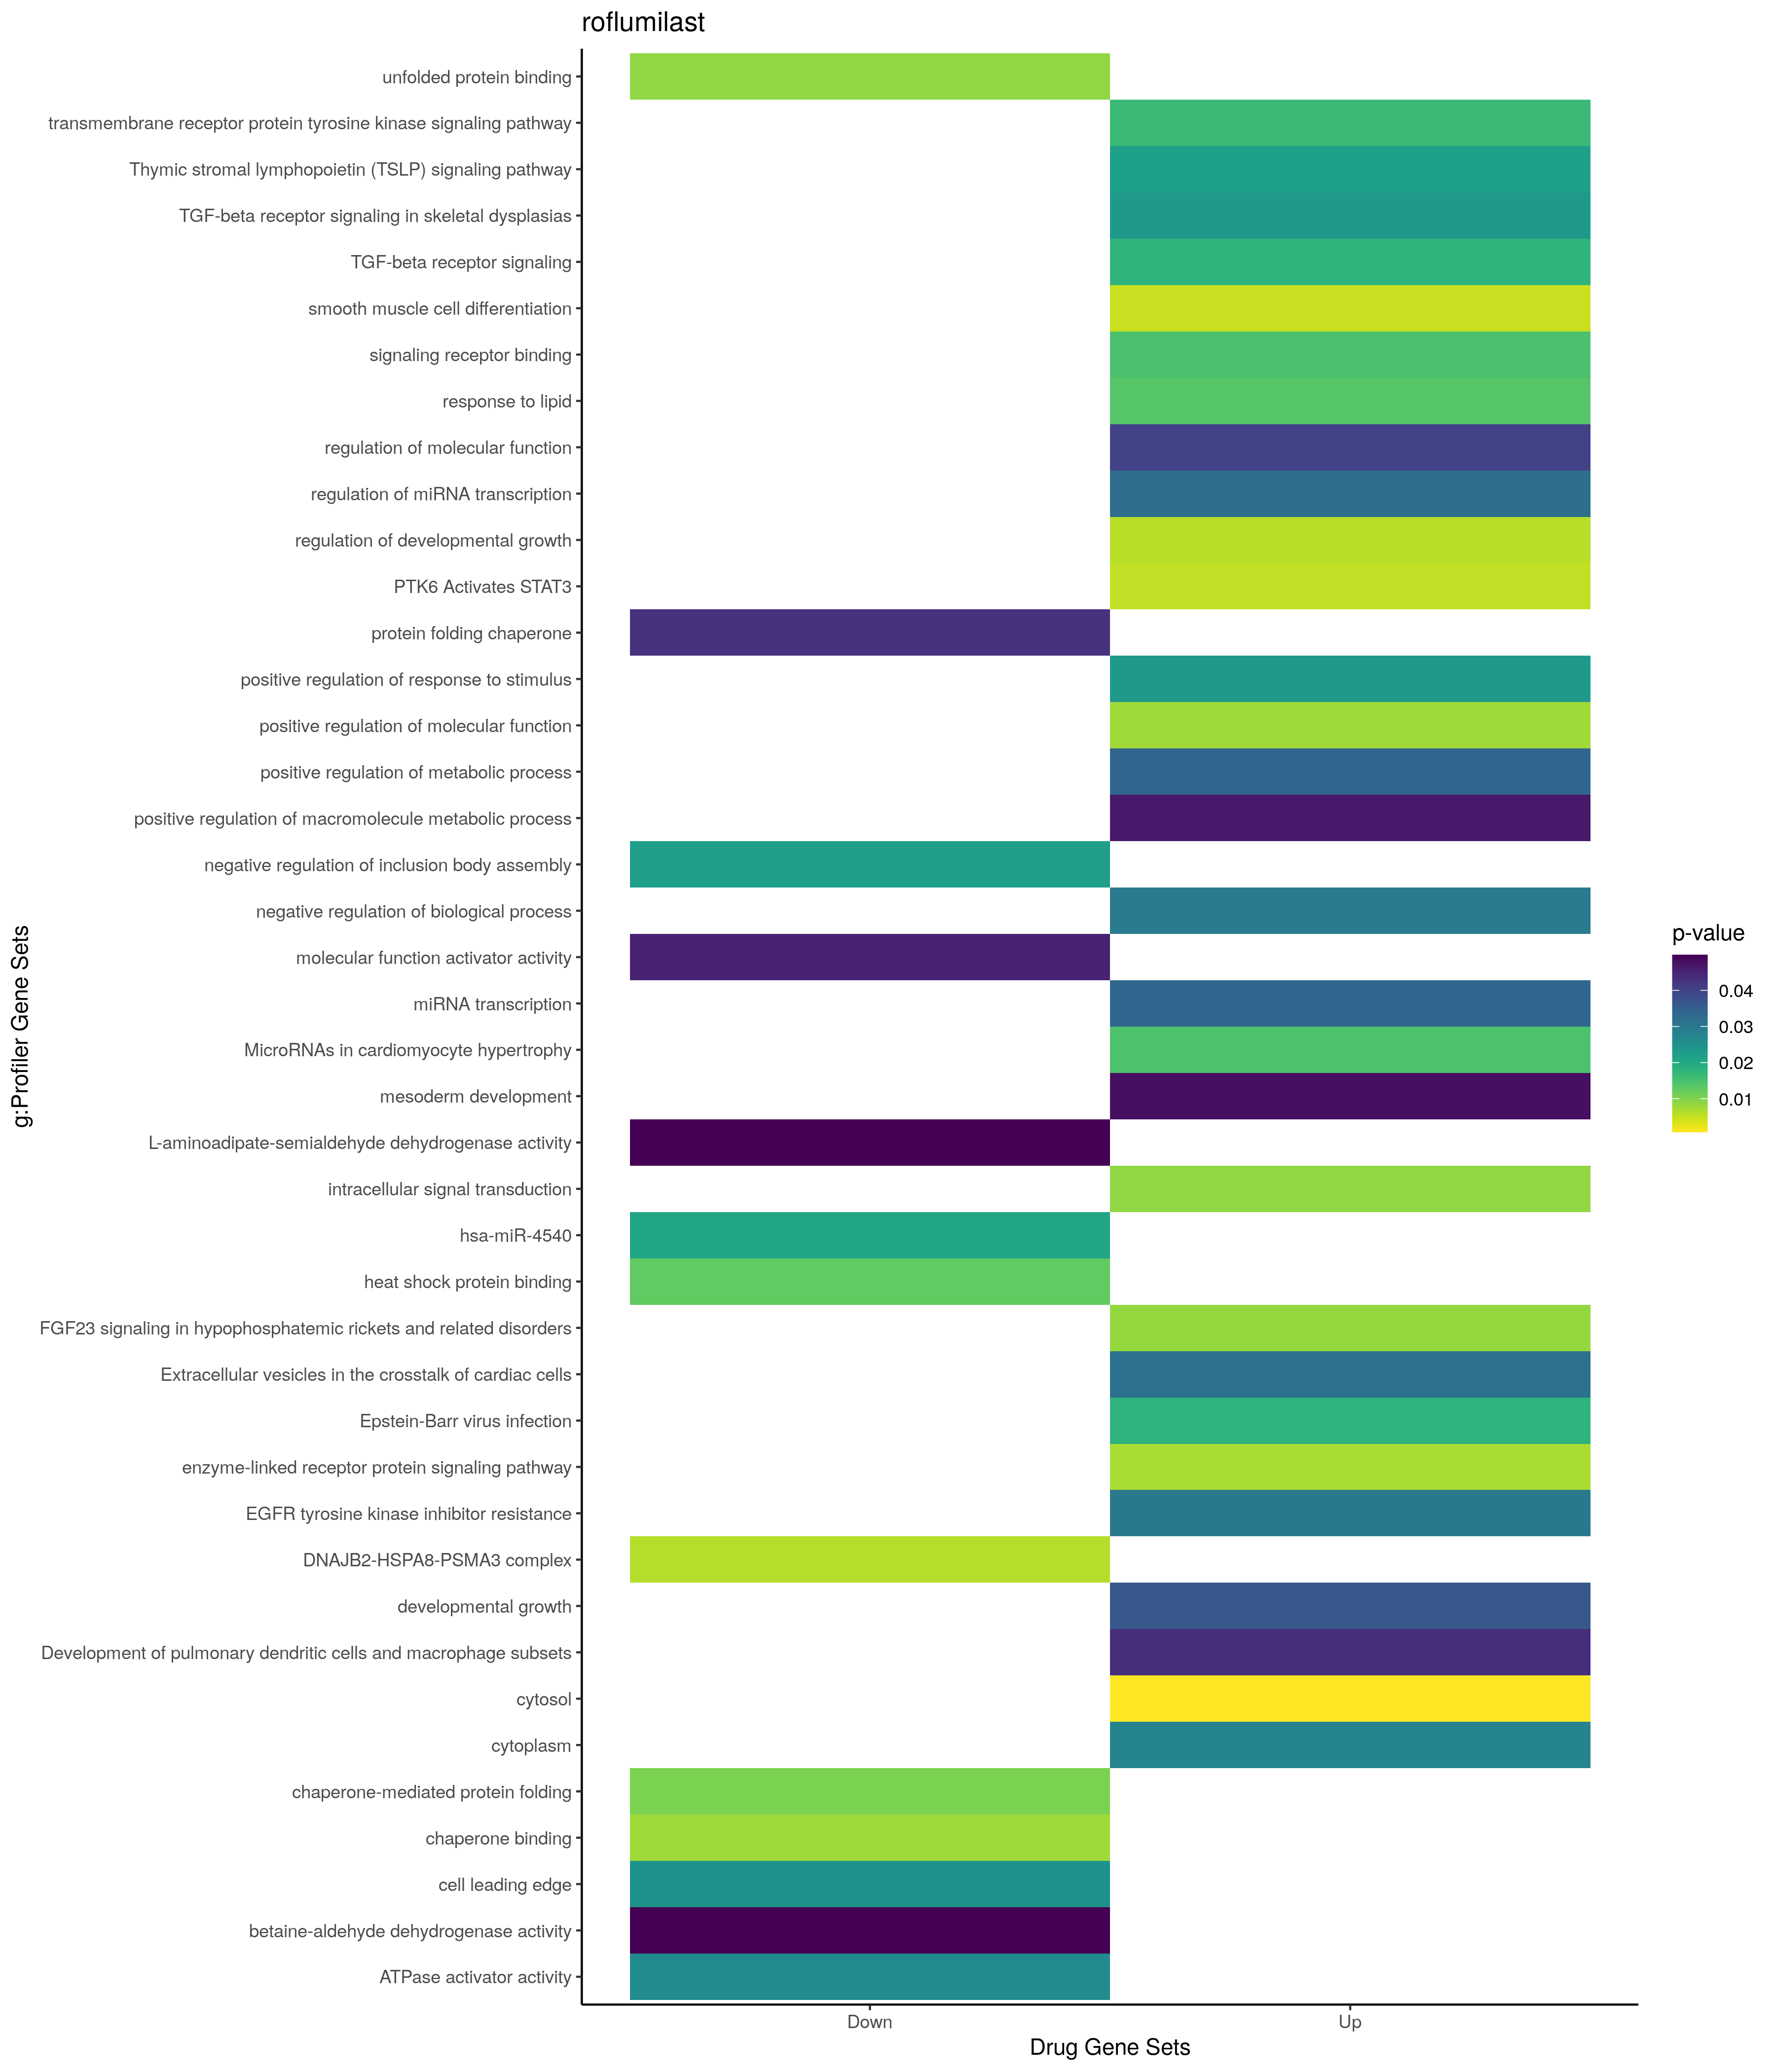 roflumilast
unfolded protein binding
transmembrane receptor protein tyrosine kinase signaling pathway
Thymic stromal lymphopoietin (TSLP) signaling pathway
TGF-beta receptor signaling in skeletal dysplasias
TGF-beta receptor signaling
smooth muscle cell differentiation
signaling receptor binding
response to lipid
regulation of molecular function
regulation of miRNA transcription
regulation of developmental growth
PTK6 Activates STAT3
protein folding chaperone
positive regulation of response to stimulus
positive regulation of molecular function
positive regulation of metabolic process
positive regulation of macromolecule metabolic process
negative regulation of inclusion body assembly
negative regulation of biological process
molecular function activator activity
miRNA transcription
MicroRNAs in cardiomyocyte hypertrophy
mesoderm development
L-aminoadipate-semialdehyde dehydrogenase activity
intracellular signal transduction
hsa-miR-4540
heat shock protein binding
FGF23 signaling in hypophosphatemic rickets and related disorders
Extracellular vesicles in the crosstalk of cardiac cells
Epstein-Barr virus infection
enzyme-linked receptor protein signaling pathway
EGFR tyrosine kinase inhibitor resistance
DNAJB2-HSPA8-PSMA3 complex
developmental growth
Development of pulmonary dendritic cells and macrophage subsets
cytosol
cytoplasm
chaperone-mediated protein folding
chaperone binding
cell leading edge
betaine-aldehyde dehydrogenase activity
ATPase activator activity
g:Profiler Gene Sets
Down
Up
Drug Gene Sets
p-value
0.04
0.03
0.02
0.01